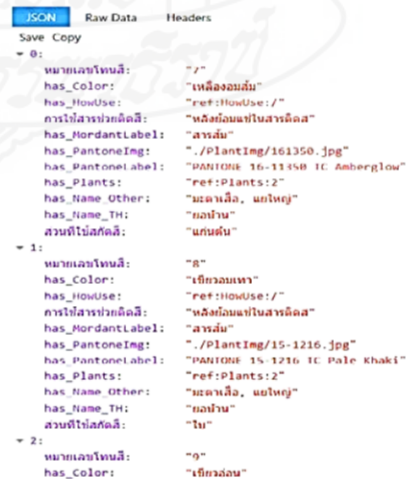 JSON Raw Data Headers
Save Copy
0:
หมายเลขโทนสี: "7"
has_Color: "เหลืองอมส้ม"
has_HowUse: "ref:HowUse:/"
การใช้สารช่วยติดสี: "หลังย้อมแช่ในสารติดส"
has_MordantLabel: "สารส้ม"
has_PantoneImg: "./PlantImg/161350.jpg"
has_PantoneLabel: "PANTONE 16-11350 TC Amberglow"
has_Plants: "ref:Plants:2"
has_Name_Other: "มะตาเสือ, แยใหญ่"
has_Name_TH: "ยอบ้าน"
ส่วนที่ใช้สกัดสี: "แก่นต้น"
1:
หมายเลขโทนสี: "8"
has_Color: "เขียวอมเทา"
has_HowUse: "ref:HowUse:/"
การใช้สารช่วยติดสี: "หลังย้อมแช่ในสารติดส"
has_MordantLabel: "สารส้ม"
has_PantoneImg: "./PlantImg/15-1216.jpg"
has_PantoneLabel: "PANTONE 15-1216 TC Pale Khaki"
has_Plants: "ref:Plants:2"
has_Name_Other: "มะตาเสือ, แยใหญ่"
has_Name_TH: "ยอบ้าน"
ส่วนที่ใช้สกัดสี: "ใบ"
2:
หมายเลขโทนสี: "9"
has_Color: "เขียวอ่อน"